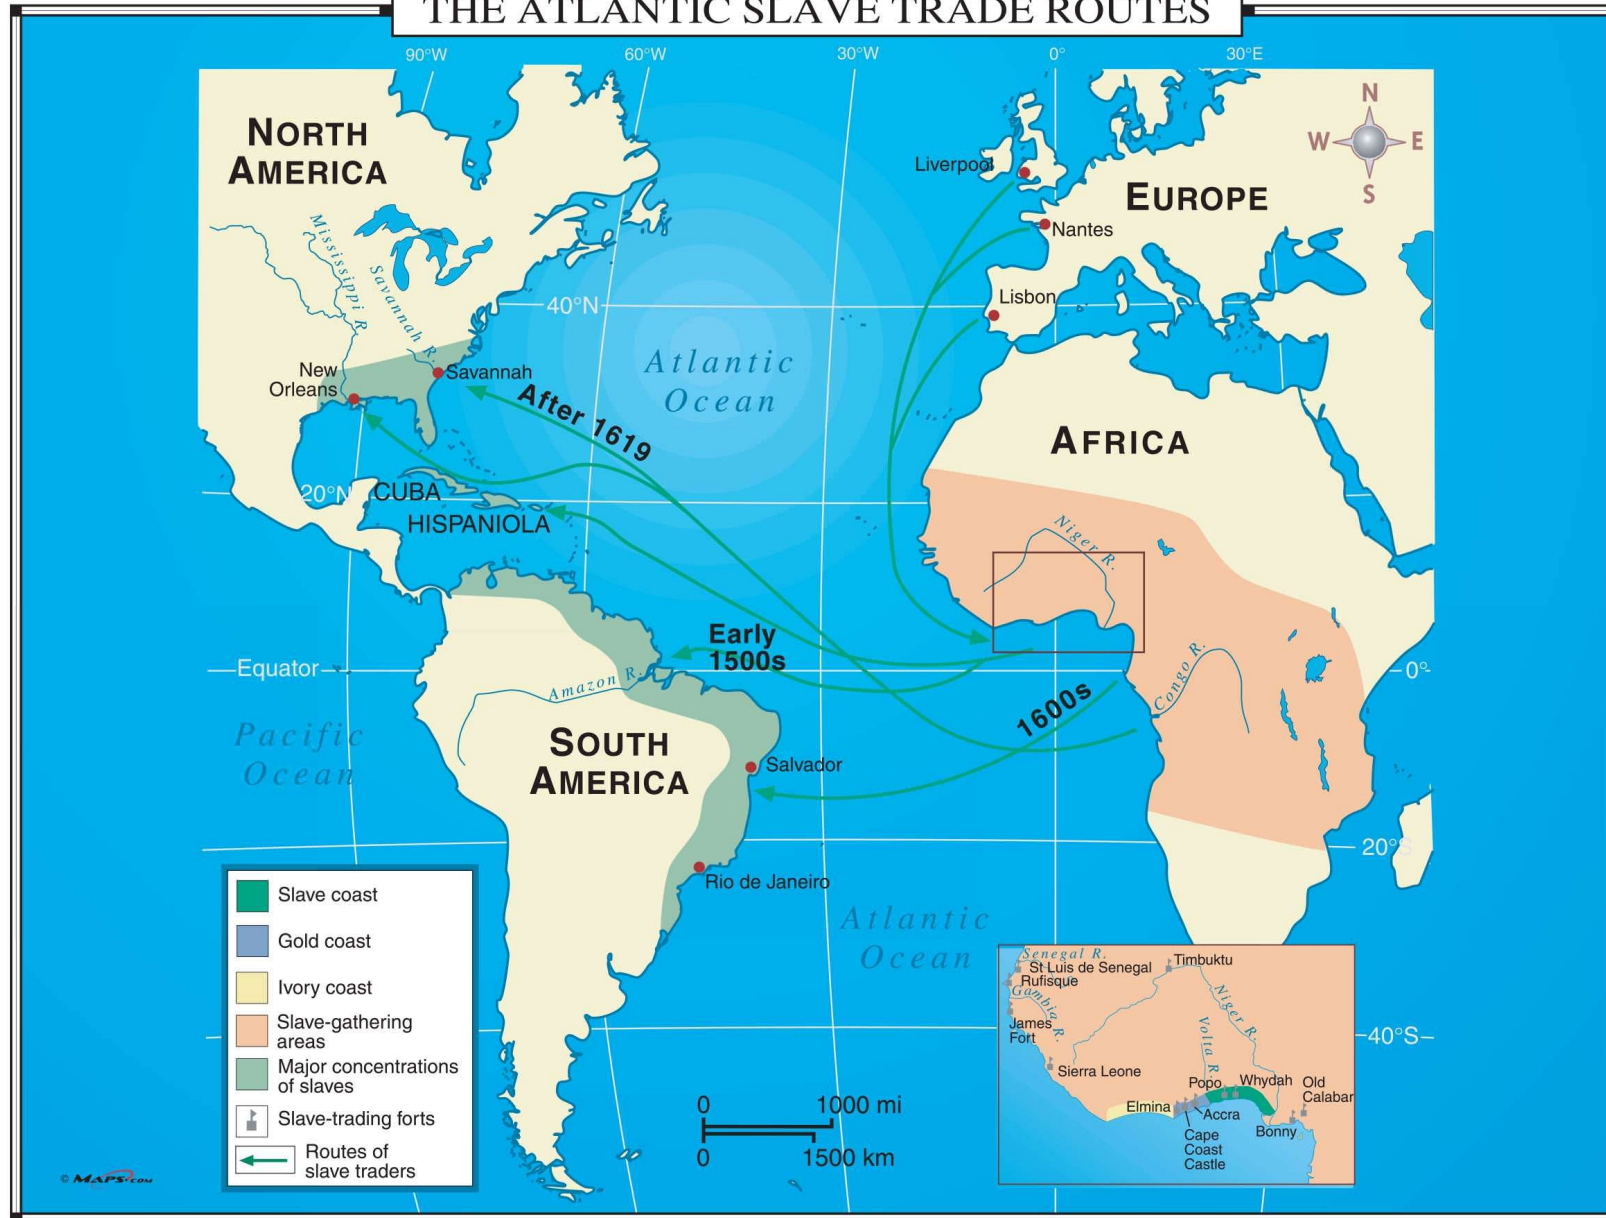 THE ATLANTIC SLAVE TRADE ROUTES
90°W
60°W
30°W
0°
30°E
NORTH
AMERICA
N
W
E
S
Liverpool
EUROPE
Nantes
Mississippi R.
Savannah R.
Lisbon
40°N
Atlantic
Ocean
New
Orleans
Savannah
After 1619
AFRICA
20°N
CUBA
HISPANIOLA
Niger R.
Early
1500s
Equator
0°
Amazon R.
Congo R.
1600s
Pacific
Ocean
SOUTH
AMERICA
Salvador
20°S
Rio de Janeiro
Atlantic
Ocean
Slave coast
Gold coast
Ivory coast
Slave-gathering
areas
Major concentrations
of slaves
Slave-trading forts
Routes of
slave traders
0
1000 mi
0
1500 km
40°S
Senegal R.
St Luis de Senegal
Rufisque
Gambia R.
James
Fort
Timbuktu
Niger R.
Volta R.
Sierra Leone
Popo
Whydah
Old
Calabar
Elmina
Accra
Cape
Coast
Castle
Bonny
© MAPS.COM